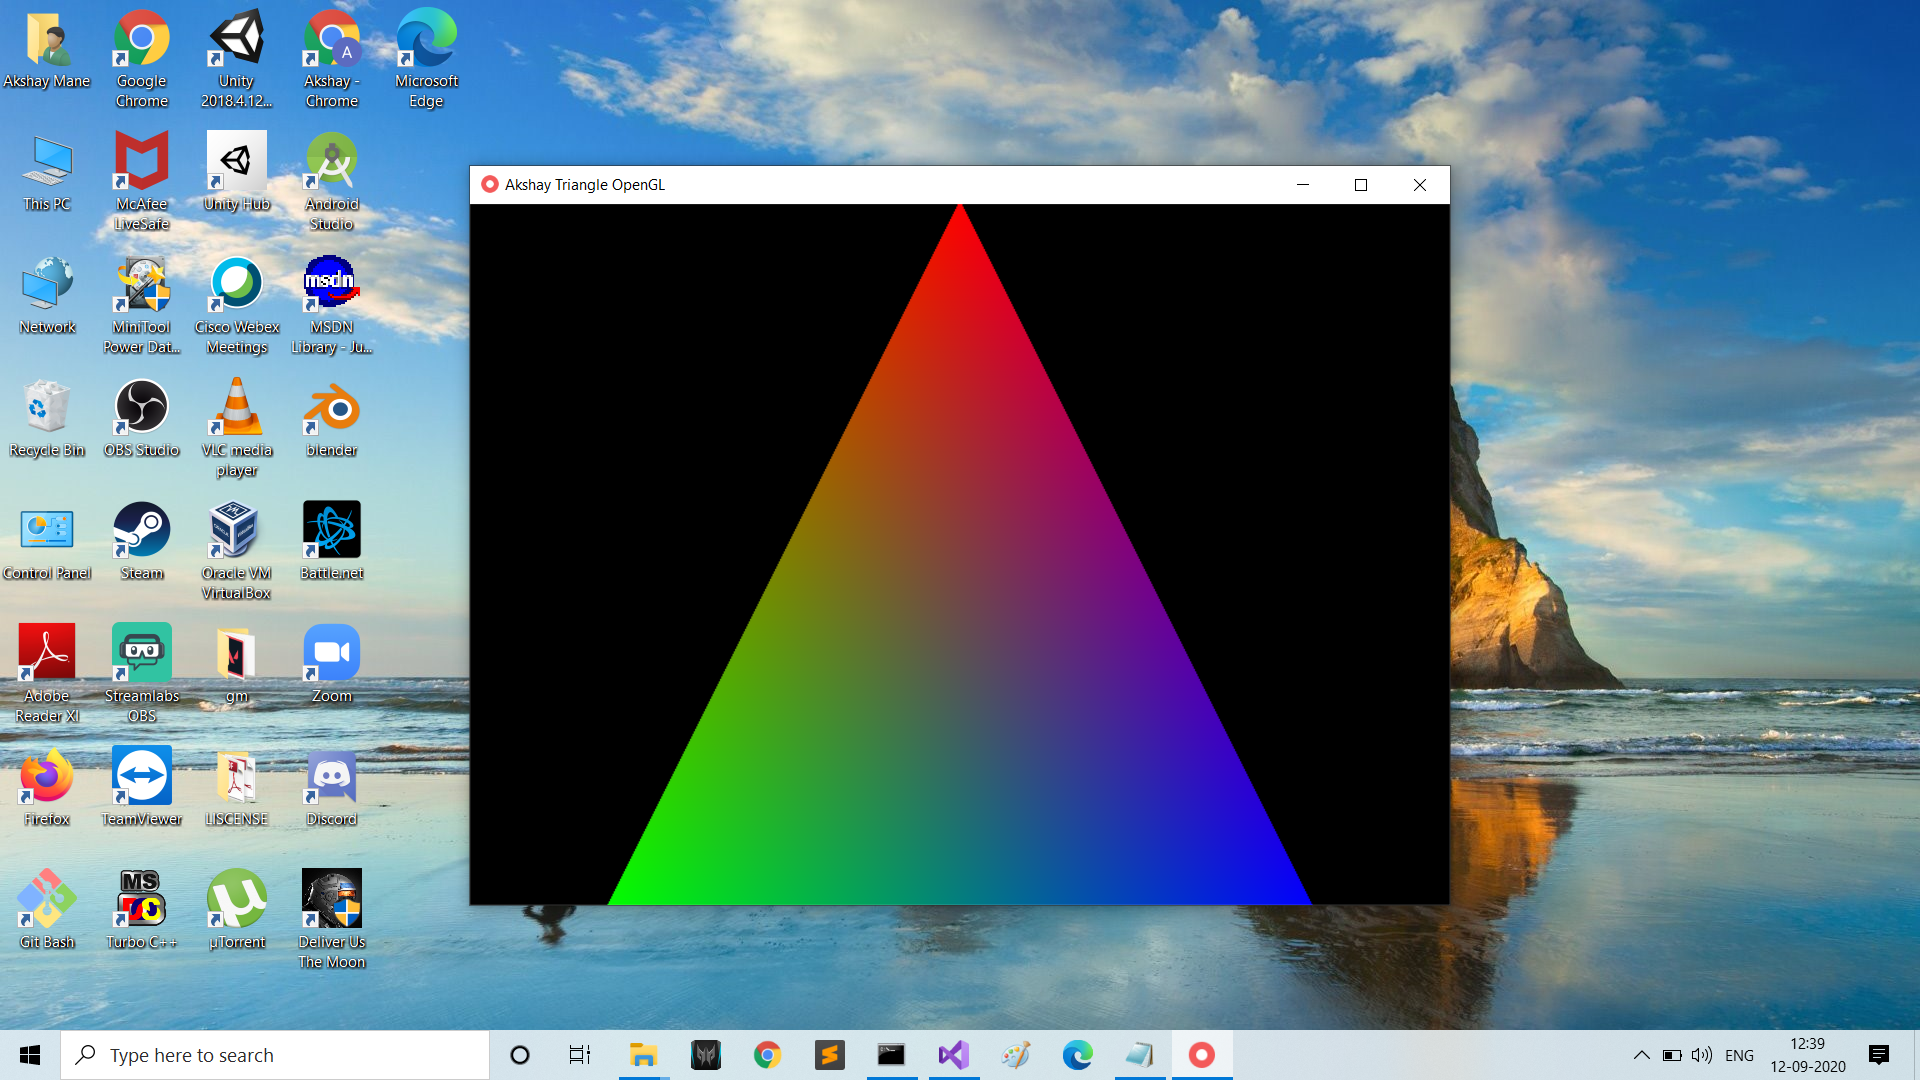 Akshay Mane
Google
Chrome
Unity
2018.4.12...
A
Akshay -
Chrome
Microsoft
Edge
This PC
McAfee
LiveSafe
Unity Hub
Android
Studio
Network
MiniTool
Power Dat...
Cisco Webex
Meetings
msdn
MSDN
Library - Ju...
Recycle Bin
OBS Studio
VLC media
player
blender
Control Panel
Steam
Oracle VM
VirtualBox
Battle.net
Adobe
Reader XI
Streamlabs
OBS
gm
Zoom
Firefox
TeamViewer
LISCENSE
Discord
Git Bash
MS
Turbo C++
µTorrent
Deliver Us
The Moon
Akshay Triangle OpenGL
Type here to search
ENG
12:39
12-09-2020